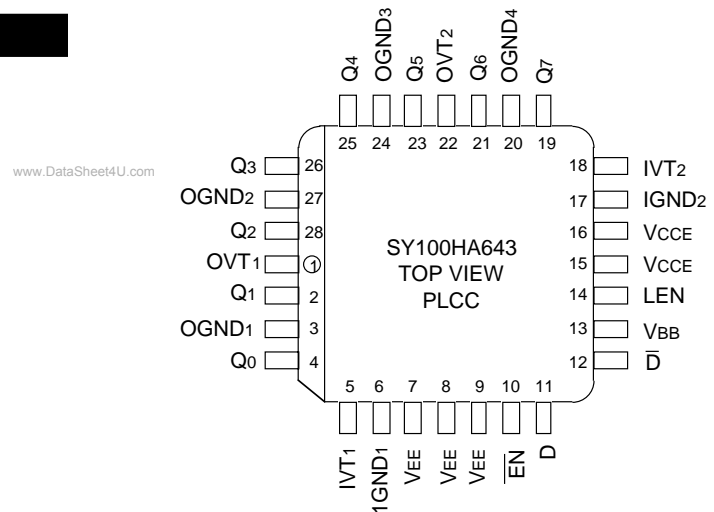 Q4 OGND3 Q5 OVT2 Q6 OGND4 Q7
25 24 23 22 21 20 19
www.DataSheet4U.com
Q3 26 18 IVT2
OGND2 27 17 IGND2
Q2 28 16 VCCE
OVT1 1 15 VCCE
Q1 2 14 LEN
OGND1 3 13 VBB
Q0 4 12 D̅
SY100HA643
TOP VIEW
PLCC
5 6 7 8 9 10 11
IVT1 1GND1 VEE VEE VEE E̅N̅ D